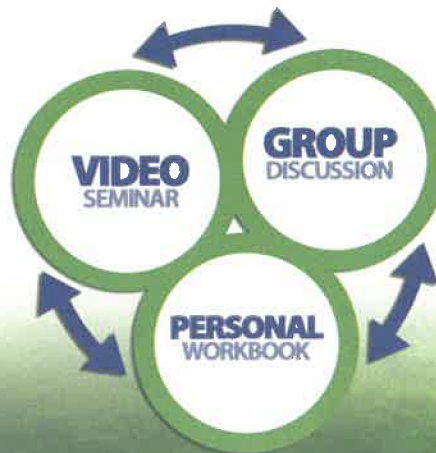 VIDEO
SEMINAR
GROUP
DISCUSSION
PERSONAL
WORKBOOK